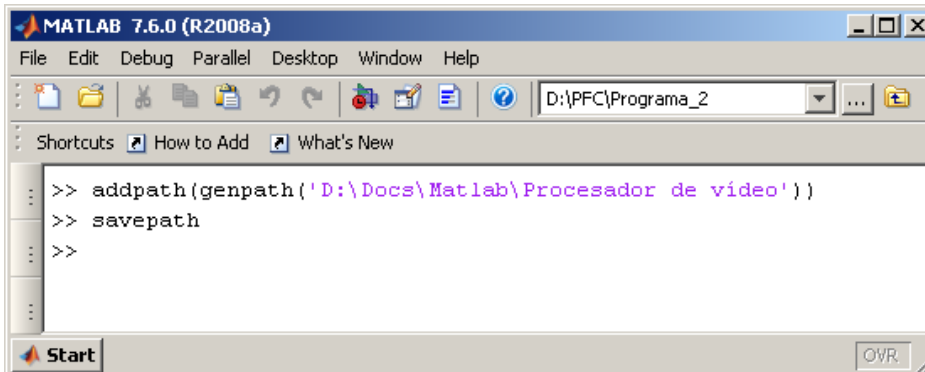 MATLAB 7.6.0 (R2008a)
File Edit Debug Parallel Desktop Window Help
D:\PFC\Programa_2 ...
Shortcuts How to Add What's New
>> addpath(genpath('D:\Docs\Matlab\Procesador de vídeo'))
>> savepath
>>
Start OVR